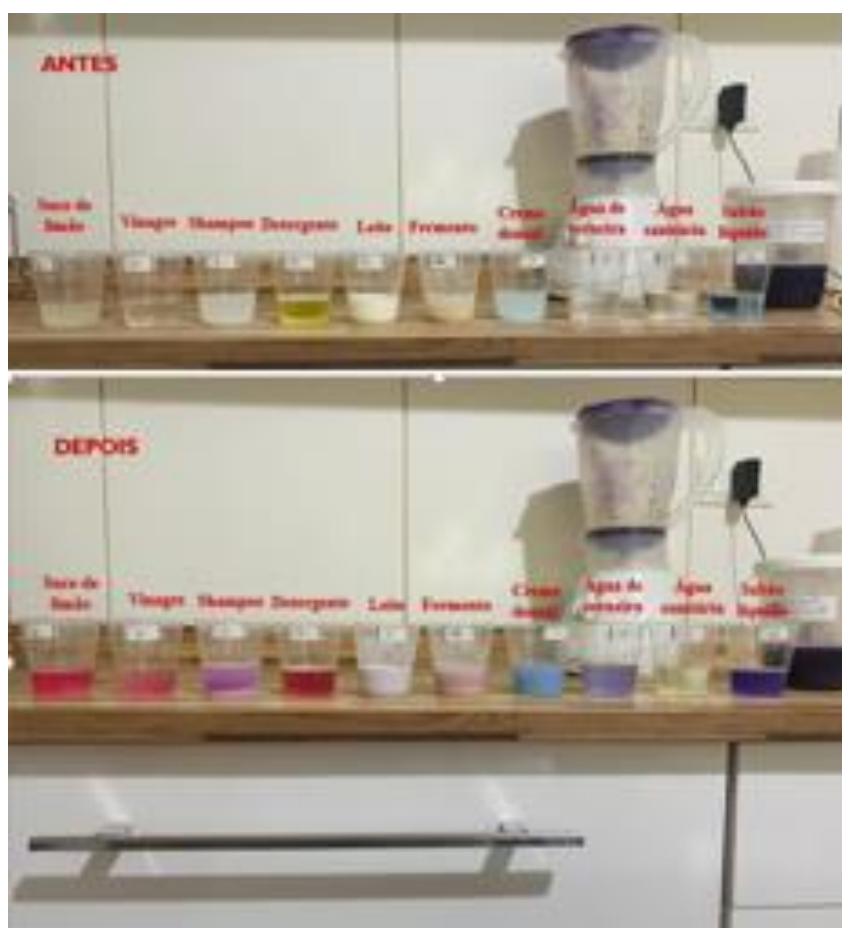 ANTES
Suco de
limão
Vinagre
Shampoo
Detergente
Leite
Fermento
Creme
dental
Água de
torneira
Água
sanitária
Sabão
líquido
DEPOIS
Suco de
limão
Vinagre
Shampoo
Detergente
Leite
Fermento
Creme
dental
Água de
torneira
Água
sanitária
Sabão
líquido